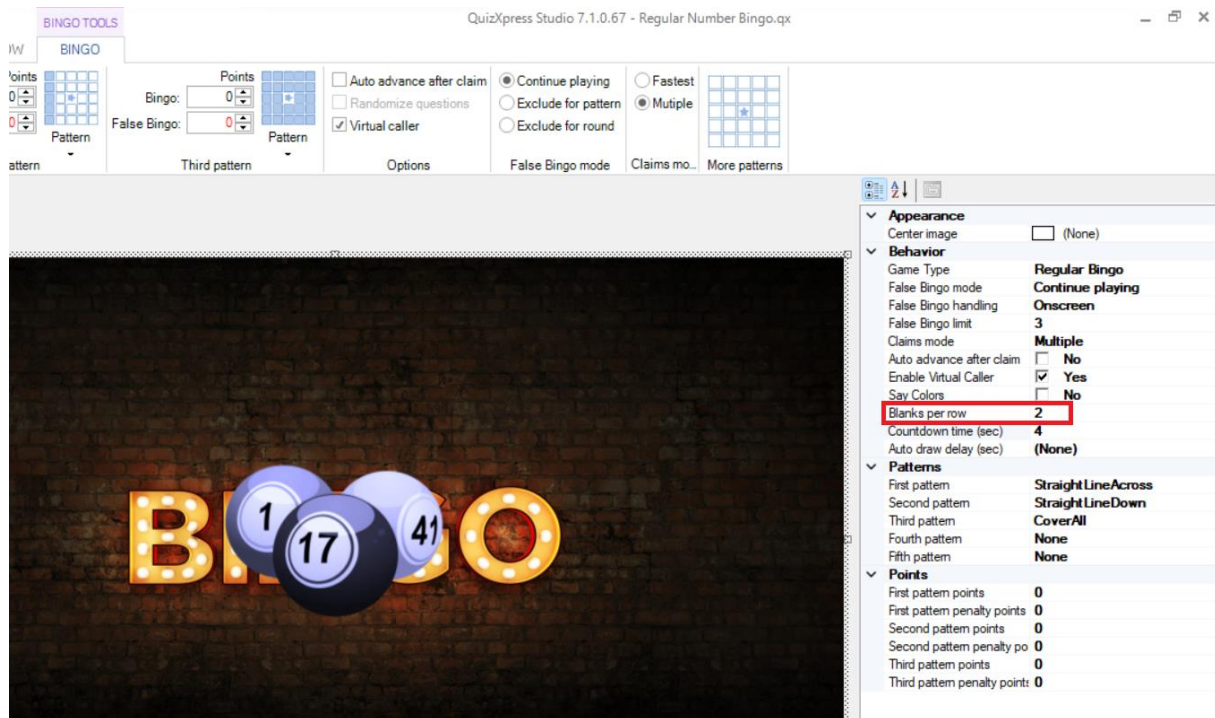 BINGO TOOLS
QuizXpress Studio 7.1.0.67 - Regular Number Bingo.qx
OW BINGO
Points
0
0
Pattern
attern
Points
Bingo: 0
False Bingo: 0
Pattern
Third pattern
Auto advance after claim
Randomize questions
Virtual caller
Options
Continue playing
Exclude for pattern
Exclude for round
False Bingo mode
Fastest
Mutiple
Claims mo...
More patterns
A
Z
Appearance
Center image (None)
Behavior
Game Type Regular Bingo
False Bingo mode Continue playing
False Bingo handling Onscreen
False Bingo limit 3
Claims mode Multiple
Auto advance after claim No
Enable Virtual Caller Yes
Say Colors No
Blanks per row 2
Countdown time (sec) 4
Auto draw delay (sec) (None)
Patterns
First pattern StraightLineAcross
Second pattern StraightLineDown
Third pattern CoverAll
Fourth pattern None
Fifth pattern None
Points
First pattern points 0
First pattern penalty points 0
Second pattern points 0
Second pattern penalty po 0
Third pattern points 0
Third pattern penalty points 0
BINGO
1
17
41